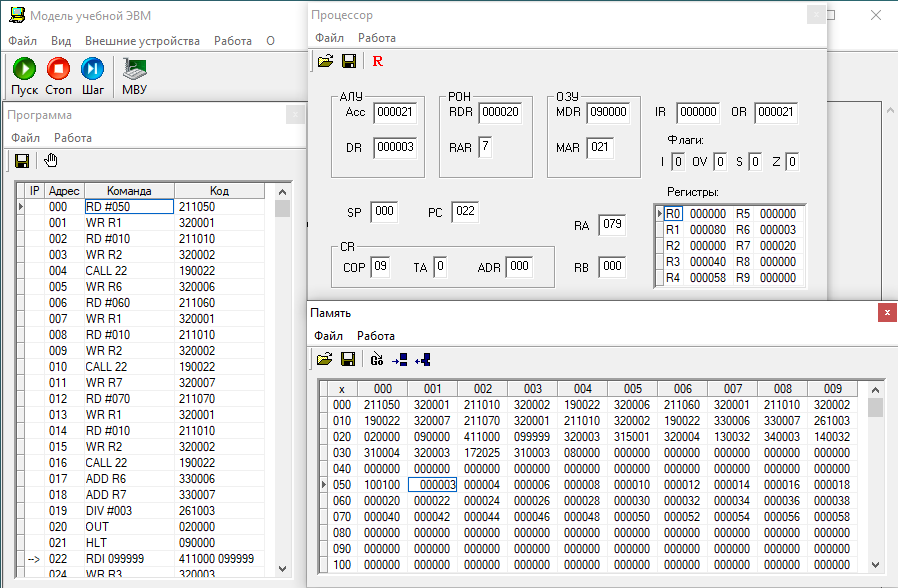 Модель учебной ЭВМ
Файл Вид Внешние устройства Работа О
Пуск Стоп Шаг МВУ
Программа
Файл Работа
IP Адрес Команда Код
000 RD #050 211050
001 WR R1 320001
002 RD #010 211010
003 WR R2 320002
004 CALL 22 190022
005 WR R6 320006
006 RD #060 211060
007 WR R1 320001
008 RD #010 211010
009 WR R2 320002
010 CALL 22 190022
011 WR R7 320007
012 RD #070 211070
013 WR R1 320001
014 RD #010 211010
015 WR R2 320002
016 CALL 22 190022
017 ADD R6 330006
018 ADD R7 330007
019 DIV #003 261003
020 OUT 020000
021 HLT 090000
--> 022 RDI 099999 411000 099999
024 WR R3 320003
Процессор
Файл Работа
R
АЛУ РОН ОЗУ
Acc 000021 RDR 000020 MDR 090000 IR 000000 OR 000021
DR 000003 RAR 7 MAR 021
Флаги:
I 0 OV 0 S 0 Z 0
Регистры:
SP 000 PC 022 RA 079
CR
COP 09 TA 0 ADR 000 RB 000
R0 000000 R5 000000
R1 000080 R6 000003
R2 000000 R7 000020
R3 000040 R8 000000
R4 000058 R9 000000
Память
Файл Работа
GO
x 000 001 002 003 004 005 006 007 008 009
000 211050 320001 211010 320002 190022 320006 211060 320001 211010 320002
010 190022 320007 211070 320001 211010 320002 190022 330006 330007 261003
020 020000 090000 411000 099999 320003 315001 320004 130032 340003 140032
030 310004 320003 172025 310003 080000 000000 000000 000000 000000 000000
040 000000 000000 000000 000000 000000 000000 000000 000000 000000 000000
050 100100 000003 000004 000006 000008 000010 000012 000014 000016 000018
060 000020 000022 000024 000026 000028 000030 000032 000034 000036 000038
070 000040 000042 000044 000046 000048 000050 000052 000054 000056 000058
080 000000 000000 000000 000000 000000 000000 000000 000000 000000 000000
090 000000 000000 000000 000000 000000 000000 000000 000000 000000 000000
100 000000 000000 000000 000000 000000 000000 000000 000000 000000 000000